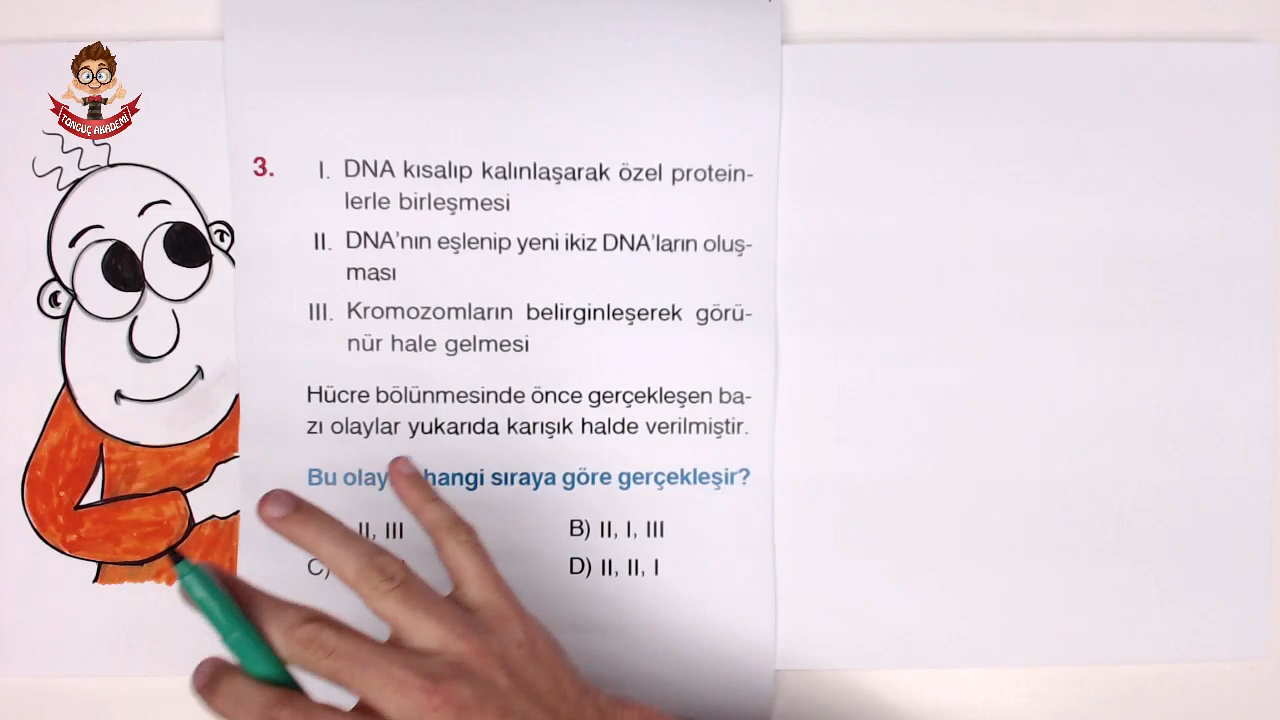 TONGUÇ AKADEMİ
3. I. DNA kısalıp kalınlaşarak özel protein-
lerle birleşmesi
II. DNA'nın eşlenip yeni ikiz DNA'ların oluş-
ması
III. Kromozomların belirginleşerek görü-
nür hale gelmesi
Hücre bölünmesinde önce gerçekleşen ba-
zı olaylar yukarıda karışık halde verilmiştir.
Bu hangi sıraya göre gerçekleşir?
II, III B) II, I, III
C) D) II, II, I